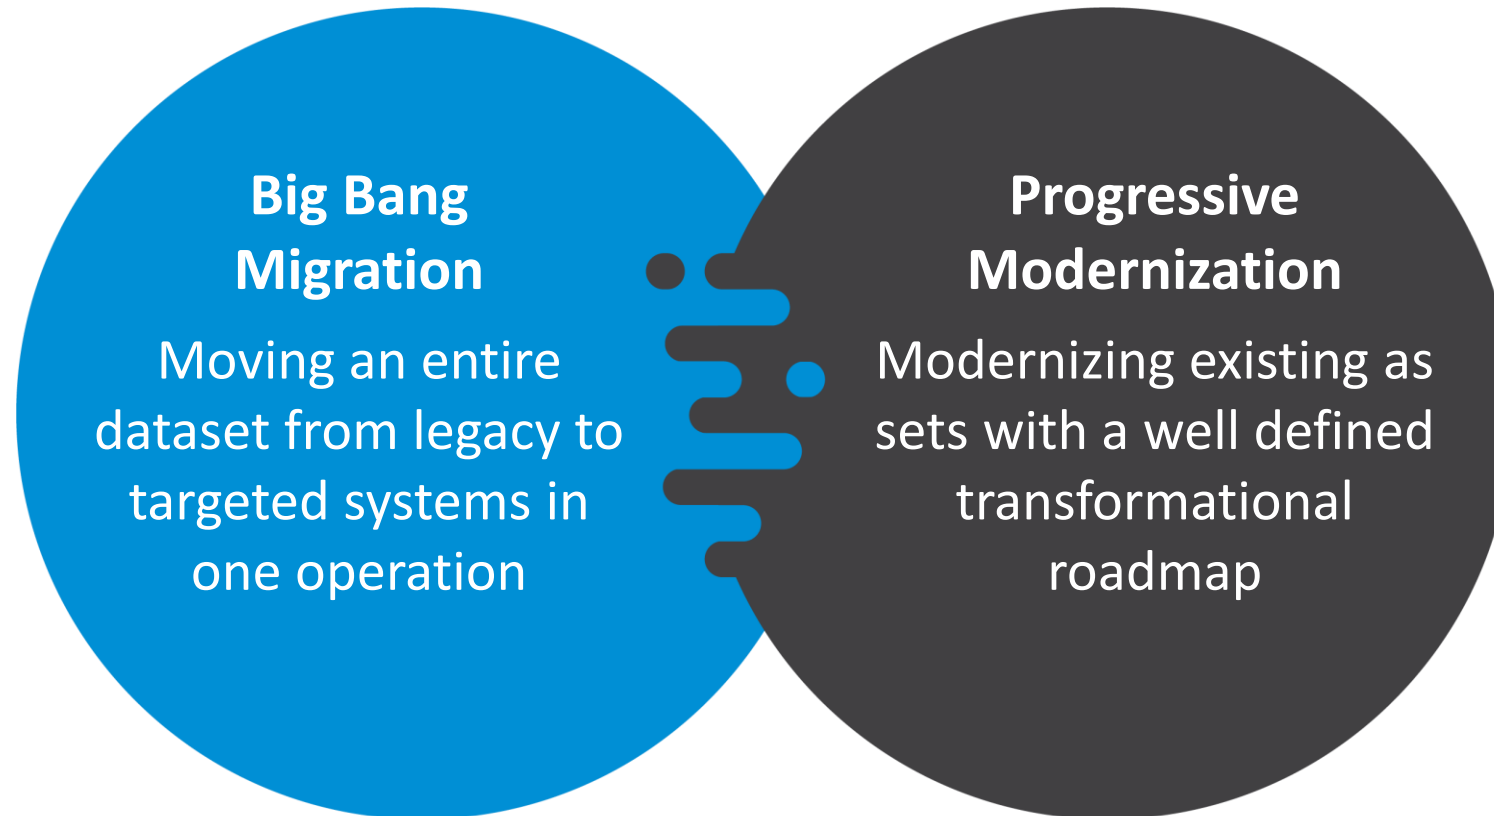 Big Bang
Migration
Moving an entire
dataset from legacy to
targeted systems in
one operation
Progressive
Modernization
Modernizing existing as
sets with a well defined
transformational
roadmap